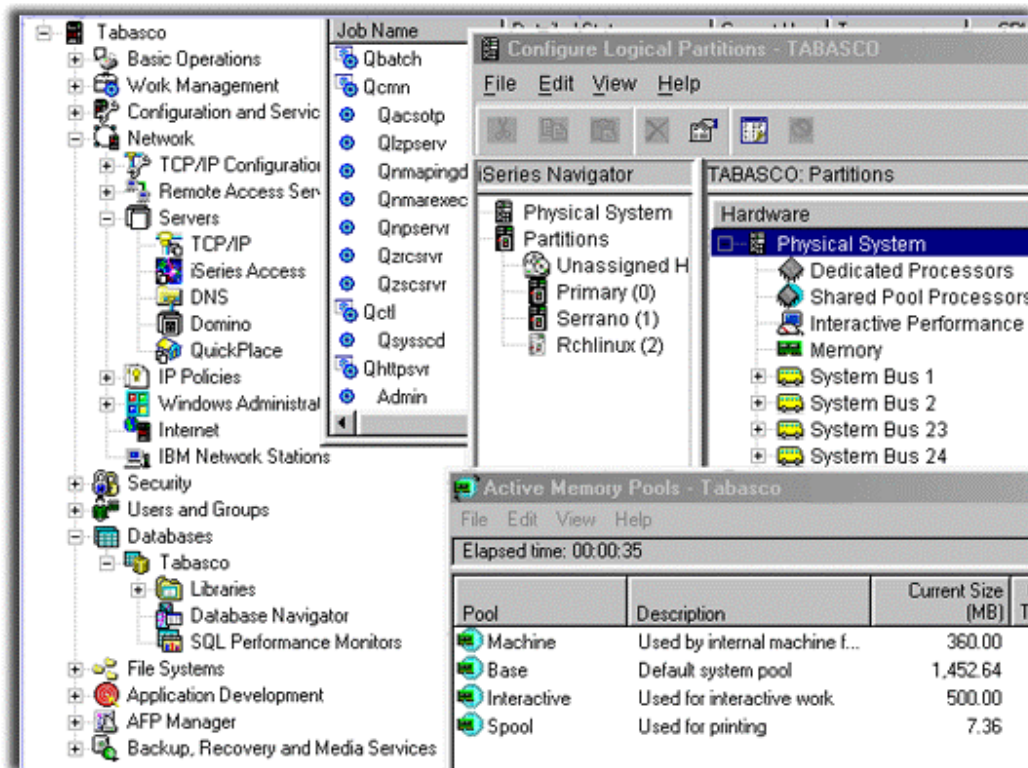 Tabasco
Basic Operations
Work Management
Configuration and Servic
Network
TCP/IP Configuration
Remote Access Ser
Servers
TCP/IP
iSeries Access
DNS
Domino
QuickPlace
IP Policies
Windows Administrat
Internet
IBM Network Stations
Security
Users and Groups
Databases
Tabasco
Libraries
Database Navigator
SQL Performance Monitors
File Systems
Application Development
AFP Manager
Backup, Recovery and Media Services
Job Name
Qbatch
Qcmn
Qacsotp
Qlzpserv
Qnmapingd
Qnmarexec
Qnpservr
Qzrcsrvr
Qzscsrvr
Qctl
Qsysscd
Qhttpsvr
Admin
Configure Logical Partitions - TABASCO
File Edit View Help
iSeries Navigator
Physical System
Partitions
Unassigned H
Primary (0)
Serrano (1)
Rchlinux (2)
TABASCO: Partitions
Hardware
Physical System
Dedicated Processors
Shared Pool Processors
Interactive Performance
Memory
System Bus 1
System Bus 2
System Bus 23
System Bus 24
Active Memory Pools - Tabasco
File Edit View Help
Elapsed time: 00:00:35
Pool Description Current Size (MB) T
Machine Used by internal machine f... 360.00
Base Default system pool 1,452.64
Interactive Used for interactive work 500.00
Spool Used for printing 7.36